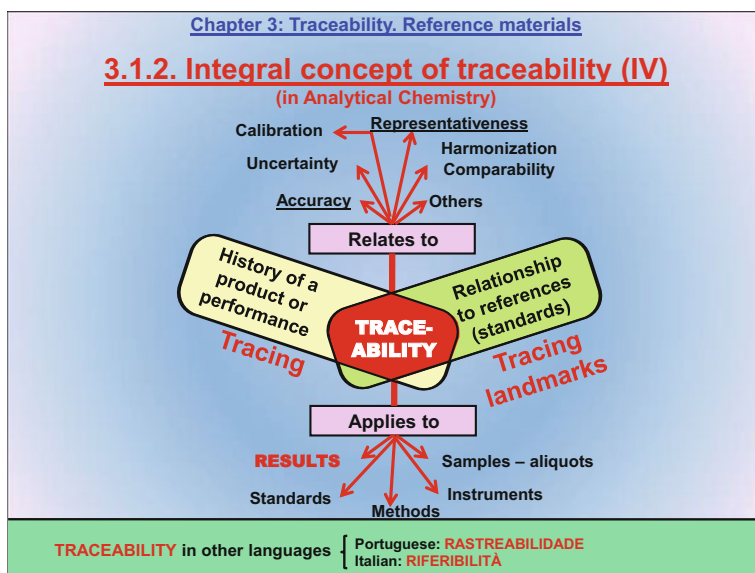 Chapter 3: Traceability. Reference materials
3.1.2. Integral concept of traceability (IV)
(in Analytical Chemistry)
Calibration
Representativeness
Uncertainty
Harmonization
Comparability
Accuracy
Others
Relates to
History of a
product or
performance
Relationship
to references
(standards)
TRACE-
ABILITY
Tracing
Tracing
landmarks
Applies to
RESULTS
Samples – aliquots
Standards
Instruments
Methods
TRACEABILITY in other languages
Portuguese: RASTREABILIDADE
Italian: RIFERIBILITÀ